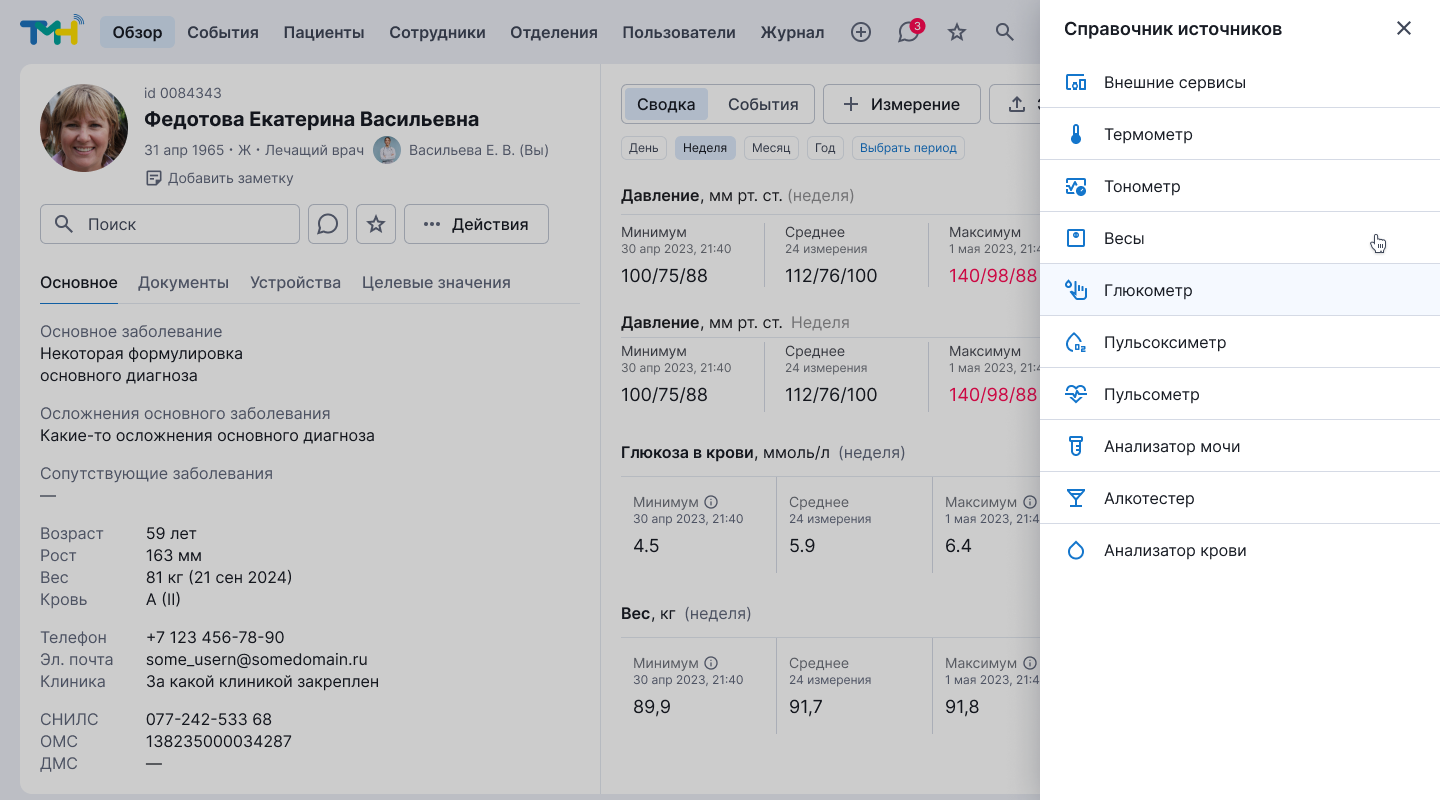 ТМН
Обзор События Пациенты Сотрудники Отделения Пользователи Журнал 3
id 0084343
Федотова Екатерина Васильевна
31 апр 1965 · Ж · Лечащий врач Васильева Е. В. (Вы)
Добавить заметку
Поиск
Действия
Основное Документы Устройства Целевые значения
Основное заболевание
Некоторая формулировка
основного диагноза
Осложнения основного заболевания
Какие-то осложнения основного диагноза
Сопутствующие заболевания
—
Возраст 59 лет
Рост 163 мм
Вес 81 кг (21 сен 2024)
Кровь A (II)
Телефон +7 123 456-78-90
Эл. почта some_usern@somedomain.ru
Клиника За какой клиникой закреплен
СНИЛС 077-242-533 68
ОМС 138235000034287
ДМС —
Сводка События Измерение
День Неделя Месяц Год Выбрать период
Давление, мм рт. ст. (неделя)
Минимум Среднее Максимум
30 апр 2023, 21:40 24 измерения 1 мая 2023, 21:4
100/75/88 112/76/100 140/98/88
Давление, мм рт. ст. Неделя
Минимум Среднее Максимум
30 апр 2023, 21:40 24 измерения 1 мая 2023, 21:4
100/75/88 112/76/100 140/98/88
Глюкоза в крови, ммоль/л (неделя)
Минимум Среднее Максимум
30 апр 2023, 21:40 24 измерения 1 мая 2023, 21:4
4.5 5.9 6.4
Вес, кг (неделя)
Минимум Среднее Максимум
30 апр 2023, 21:40 24 измерения 1 мая 2023, 21:4
89,9 91,7 91,8
Справочник источников
Внешние сервисы
Термометр
Тонометр
Весы
Глюкометр
Пульсоксиметр
Пульсометр
Анализатор мочи
Алкотестер
Анализатор крови